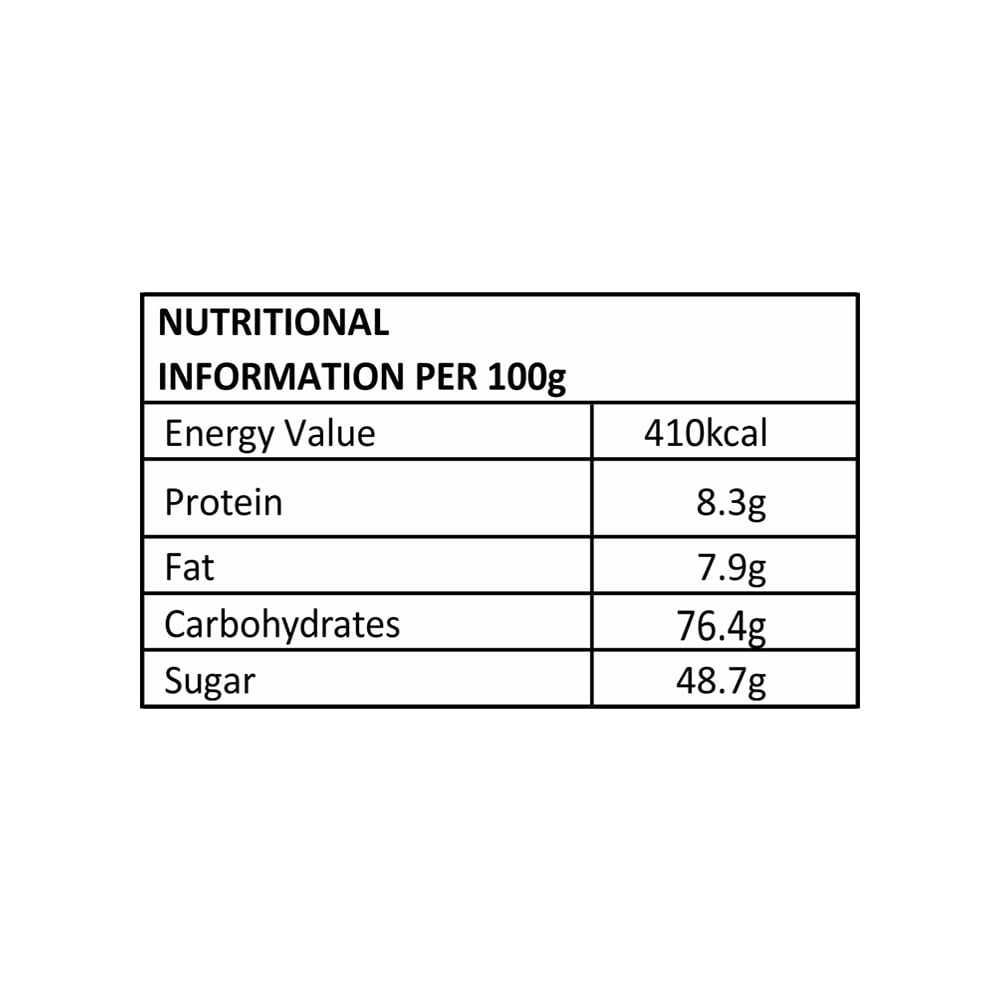 NUTRITIONAL
INFORMATION PER 100g
Energy Value 410kcal
Protein 8.3g
Fat 7.9g
Carbohydrates 76.4g
Sugar 48.7g